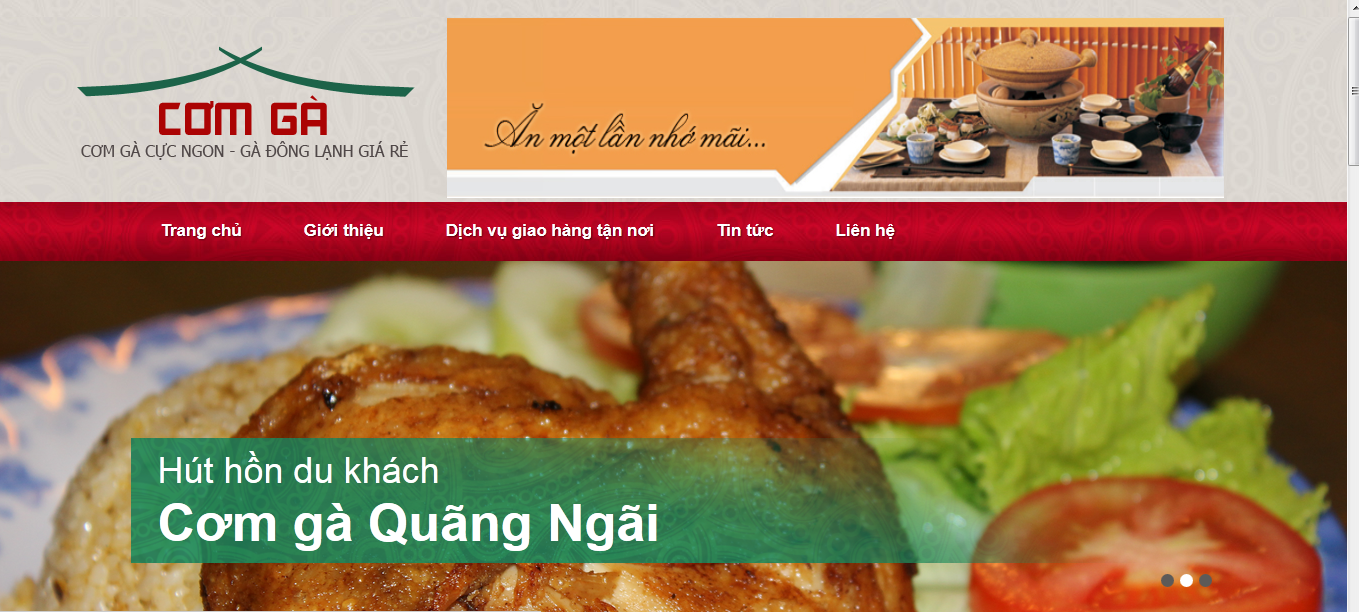 CƠM GÀ
CƠM GÀ CỰC NGON - GÀ ĐÔNG LẠNH GIÁ RẺ
Ăn một lần nhớ mãi...
Trang chủ Giới thiệu Dịch vụ giao hàng tận nơi Tin tức Liên hệ
Hút hồn du khách
Cơm gà Quãng Ngãi